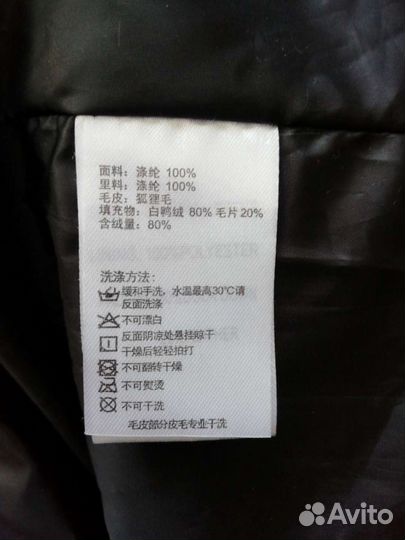 面料：涤纶 100%
里料：涤纶 100%
毛皮：狐狸毛
填充物：白鸭绒 80% 毛片20%
含绒量：80%
洗涤方法：
缓和手洗，水温最高30℃请
反面洗涤
不可漂白
反面阴凉处悬挂晾干
干燥后轻轻拍打
不可翻转干燥
不可熨烫
不可干洗
毛皮部分皮毛专业干洗
Avito